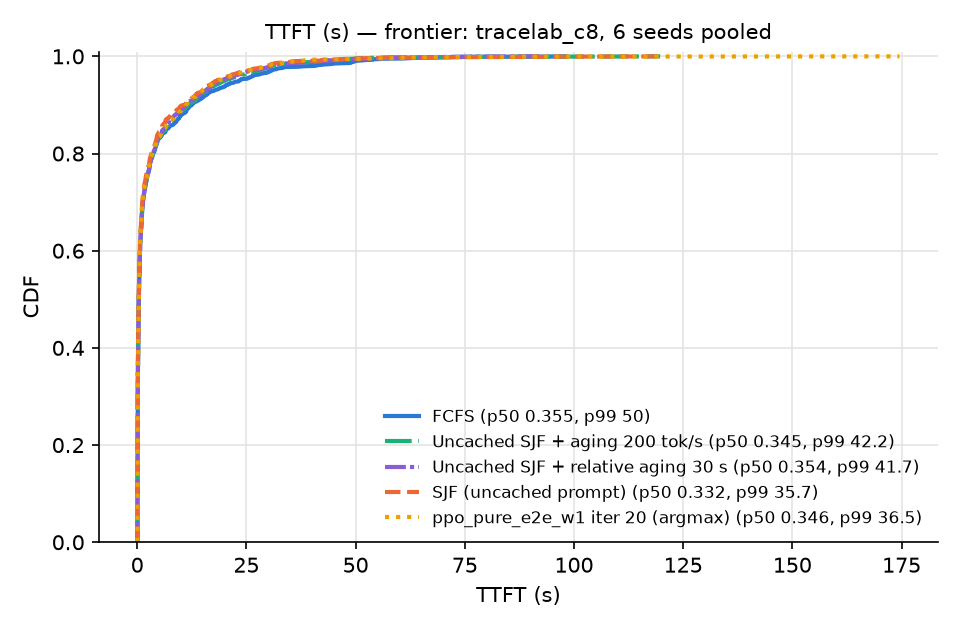 TTFT (s) — frontier: tracelab_c8, 6 seeds pooled
1.0
0.8
0.6
0.4
0.2
0.0
CDF
FCFS (p50 0.355, p99 50)
Uncached SJF + aging 200 tok/s (p50 0.345, p99 42.2)
Uncached SJF + relative aging 30 s (p50 0.354, p99 41.7)
SJF (uncached prompt) (p50 0.332, p99 35.7)
ppo_pure_e2e_w1 iter 20 (argmax) (p50 0.346, p99 36.5)
0 25 50 75 100 125 150 175
TTFT (s)